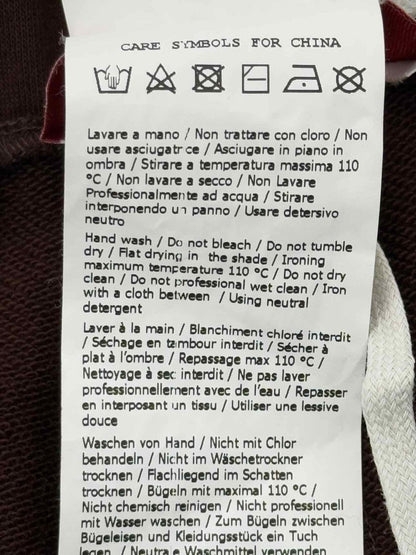 CARE SYMBOLS FOR CHINA
Lavare a mano / Non trattare con cloro / Non
usare asciugatrice / Asciugare in piano in
ombra / Stirare a temperatura massima 110
°C / Non lavare a secco / Non Lavare
Professionalmente ad acqua / Stirare
interponendo un panno / Usare detersivo
neutro
Hand wash / Do not bleach / Do not tumble
dry / Flat drying in the shade / Ironing
maximum temperature 110 °C / Do not dry
clean / Do not professional wet clean / Iron
with a cloth between / Using neutral
detergent
Laver à la main / Blanchiment chloré interdit
/ Séchage en tambour interdit / Sécher à
plat à l'ombre / Repassage max 110 °C /
Nettoyage à sec interdit / Ne pas laver
professionnellement avec de l'eau / Repasser
en interposant un tissu / Utiliser une lessive
douce
Waschen von Hand / Nicht mit Chlor
behandeln / Nicht im Wäschetrockner
trocknen / Flachliegend im Schatten
trocknen / Bügeln mit maximal 110 °C /
Nicht chemisch reinigen / Nicht professionell
mit Wasser waschen / Zum Bügeln zwischen
Bügeleisen und Kleidungsstück ein Tuch
legen / Neutrale Waschmittel verwenden